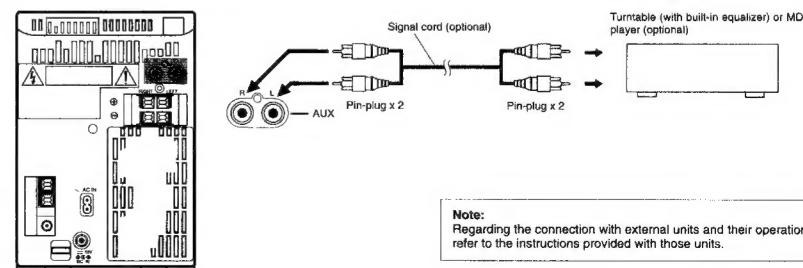 Signal cord (optional)
Turntable (with built-in equalizer) or MD
player (optional)
R
L
AUX
Pin-plug x 2
Pin-plug x 2
RIGHT
LEFT
AC IN
Note:
Regarding the connection with external units and their operation
refer to the instructions provided with those units.